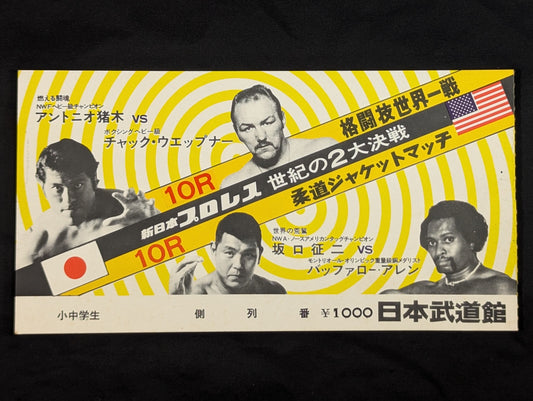 燃える闘魂
NWFヘビー級チャンピオン
アントニオ猪木 VS
ボクシングヘビー級
チャック・ウエップナー
格闘技世界一戦
10R
新日本プロレス 世紀の2大決戦
10R
柔道ジャケットマッチ
世界の荒鷲
NWA・ノースアメリカンタッグチャンピオン
坂口征二 VS
モントリオール・オリンピック重量級銅メダリスト
バッファロー・アレン
小中学生 側 列 番 ¥1000 日本武道館